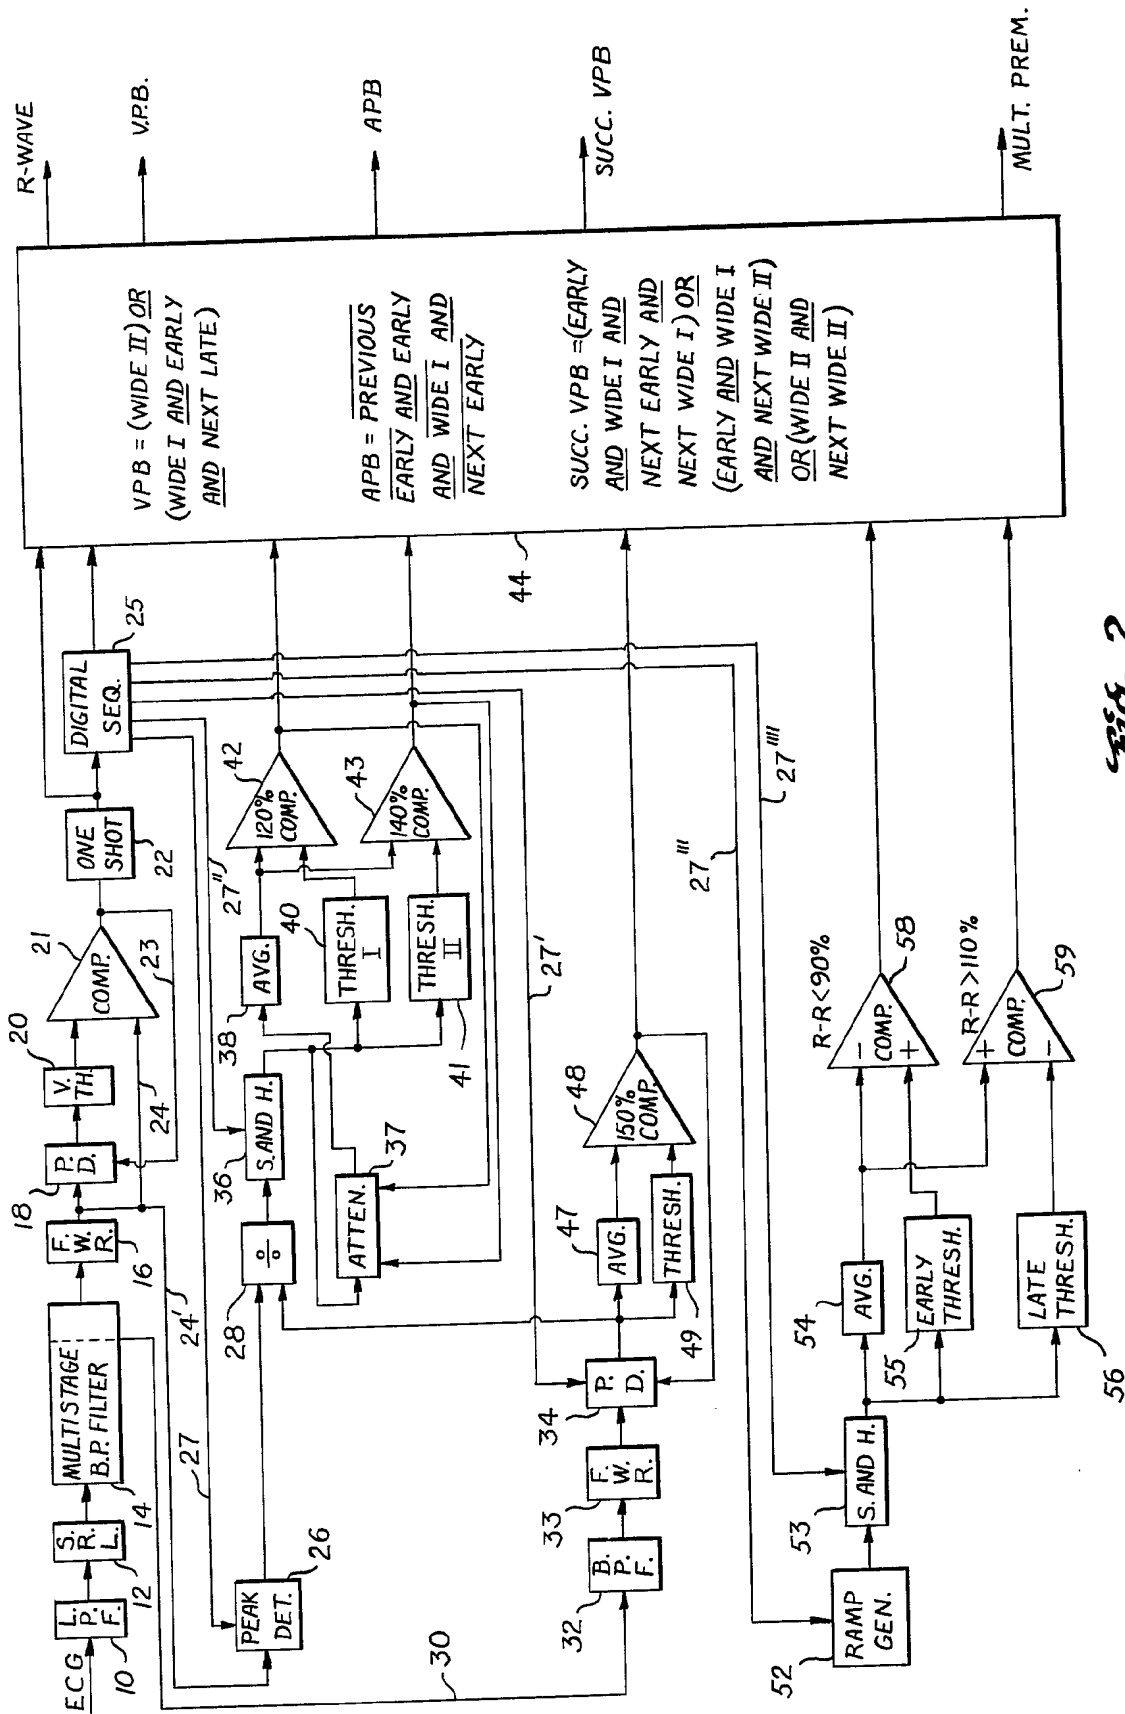 ECG
L.
P.
F.
10
S.
R.
L.
12
MULTISTAGE
B.P. FILTER
14
F.
W.
R.
16
P.
D.
18
V.
TH.
20
COMP.
21
23
24
24'
ONE
SHOT
22
DIGITAL
SEQ.
25
27
27''
PEAK
DET.
26
÷
28
S. AND H.
36
ATTEN.
37
AVG.
38
THRESH.
I
40
THRESH.
II
41
120%
COMP.
42
140%
COMP.
43
30
B.
P.
F.
32
F.
W.
R.
33
P.
D.
34
27'
AVG.
47
THRESH.
49
150%
COMP.
48
27'''
27''''
RAMP
GEN.
52
S. AND H.
53
AVG.
54
EARLY
THRESH.
55
LATE
THRESH.
56
R-R<90%
−
COMP.
+
58
R-R>110%
+
COMP.
−
59
44
VPB = (WIDE II) OR
(WIDE I AND EARLY
AND NEXT LATE)
APB = PREVIOUS
EARLY AND EARLY
AND WIDE I AND
NEXT EARLY
SUCC. VPB = (EARLY
AND WIDE I AND
NEXT EARLY AND
NEXT WIDE I) OR
(EARLY AND WIDE I
AND NEXT WIDE II)
OR (WIDE II AND
NEXT WIDE II)
R-WAVE
V.P.B.
APB
SUCC. VPB
MULT. PREM.